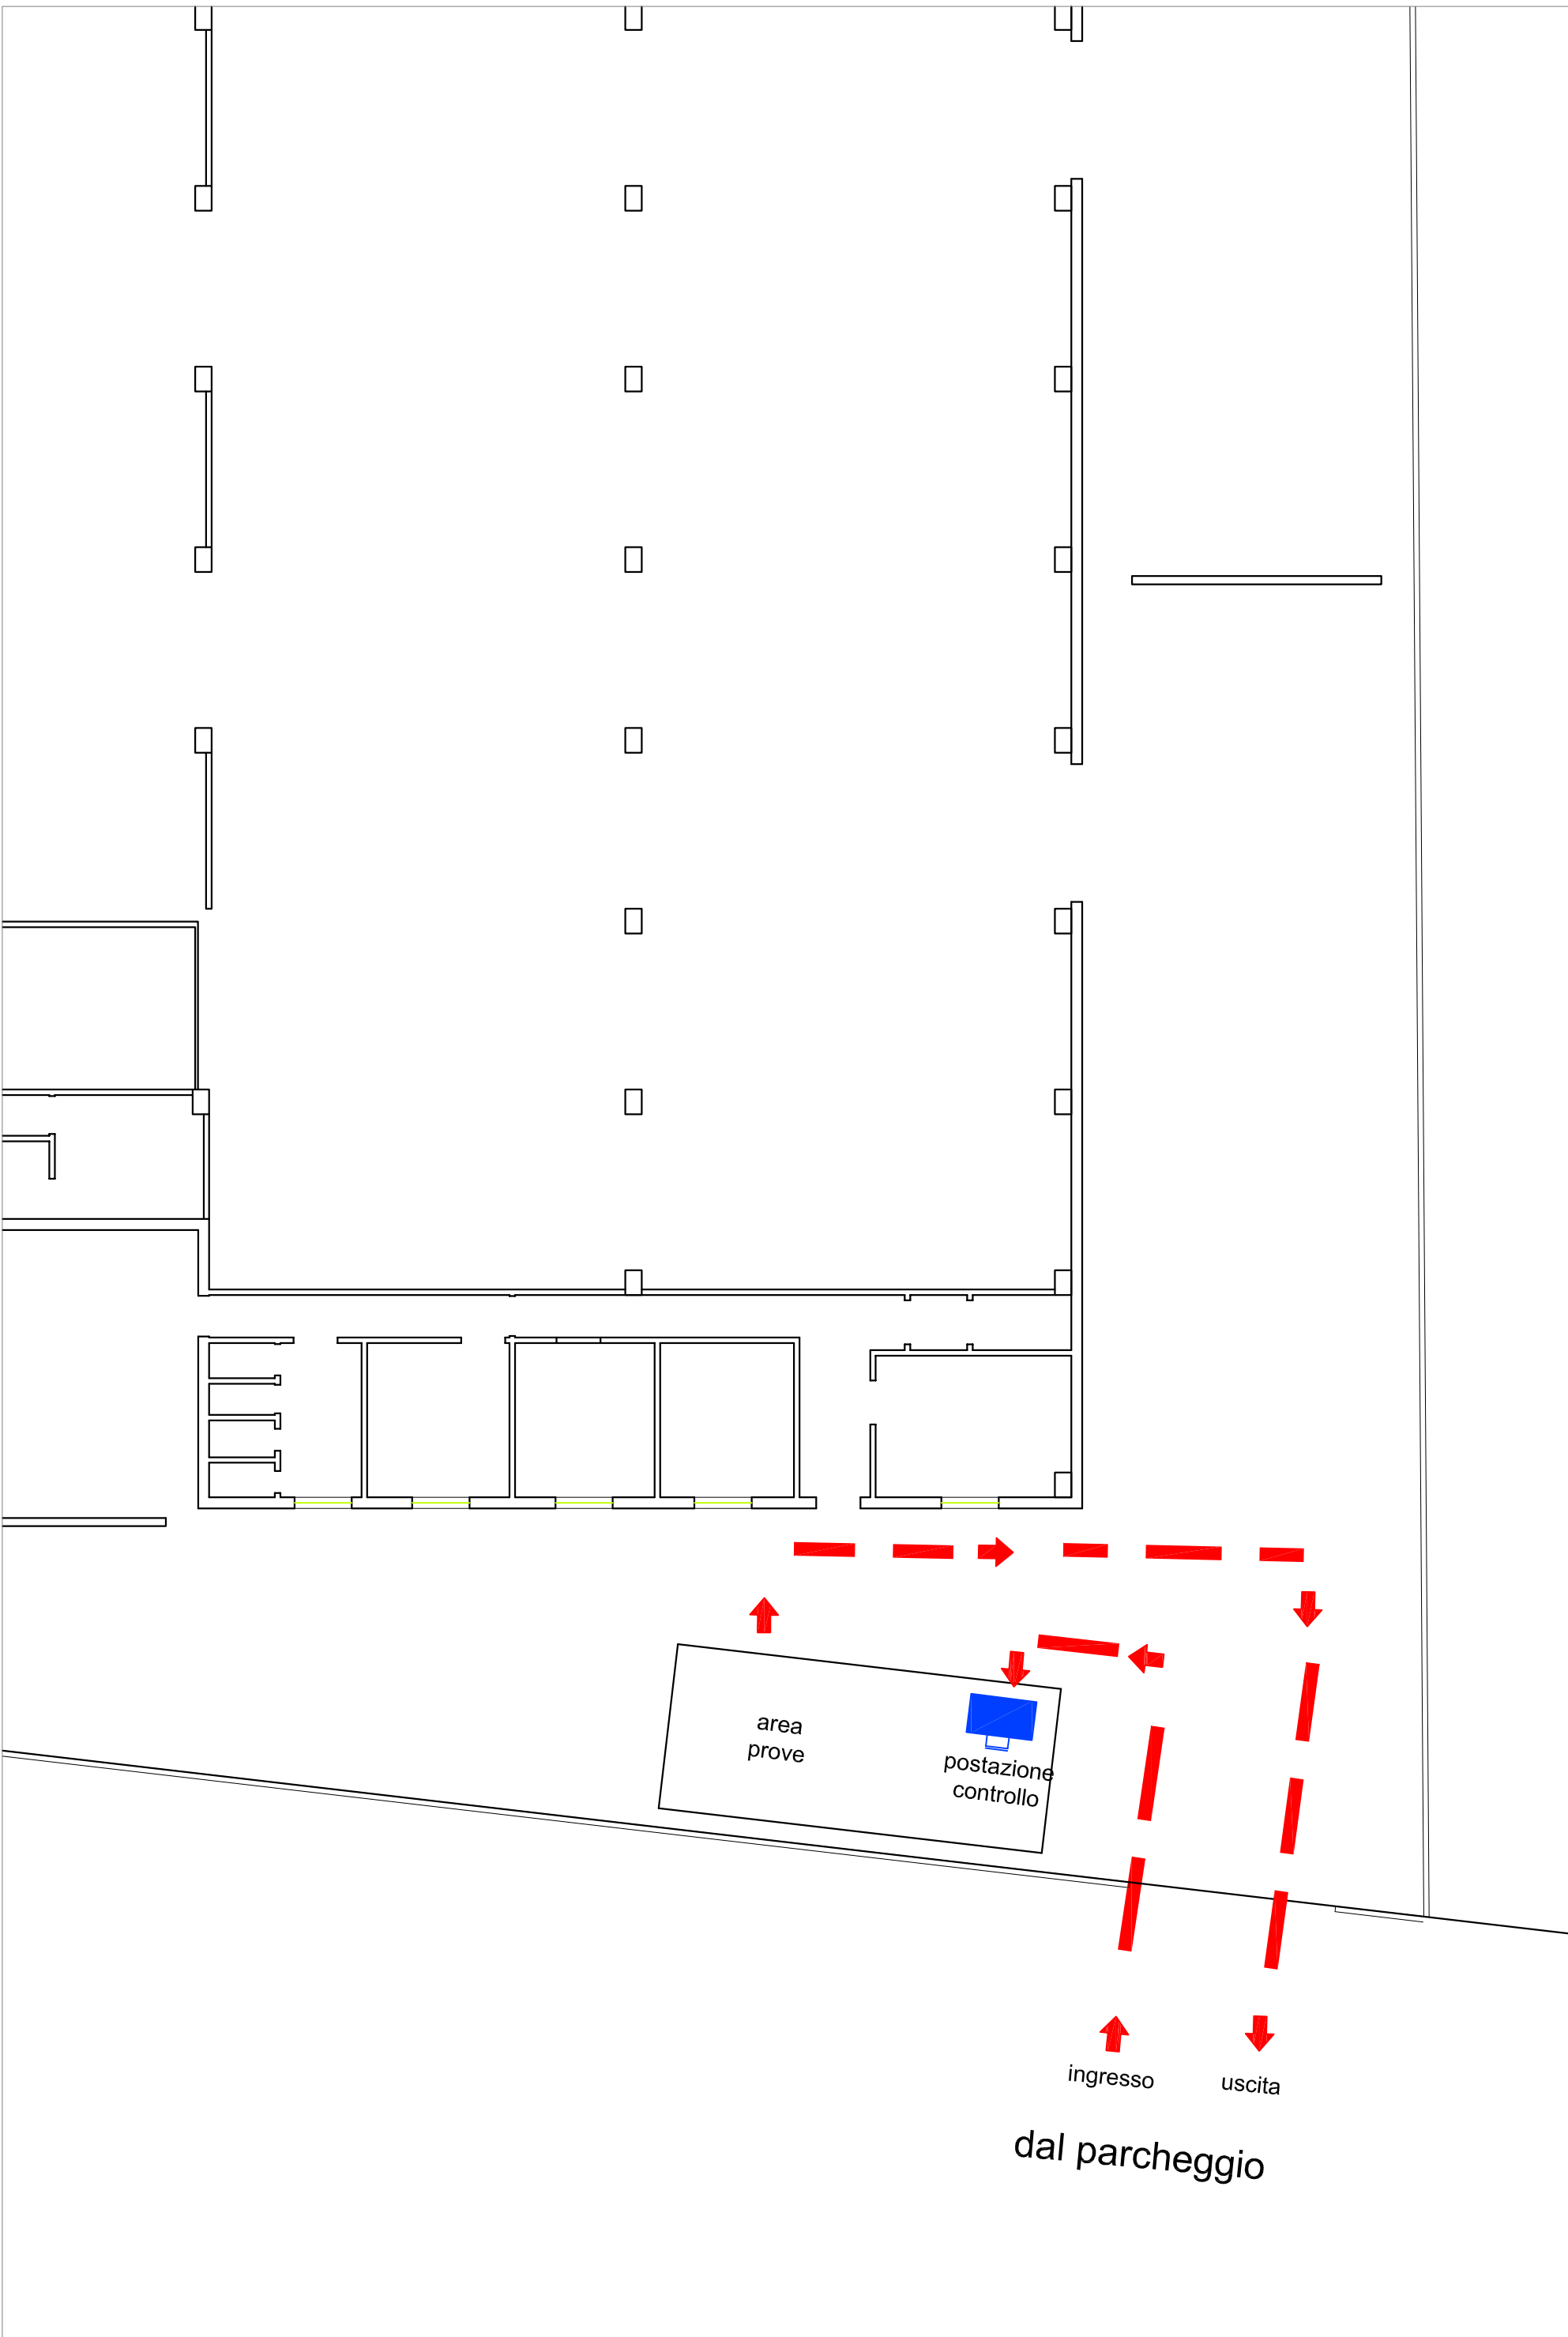 area
prove
postazione
controllo
ingresso
uscita
dal parcheggio